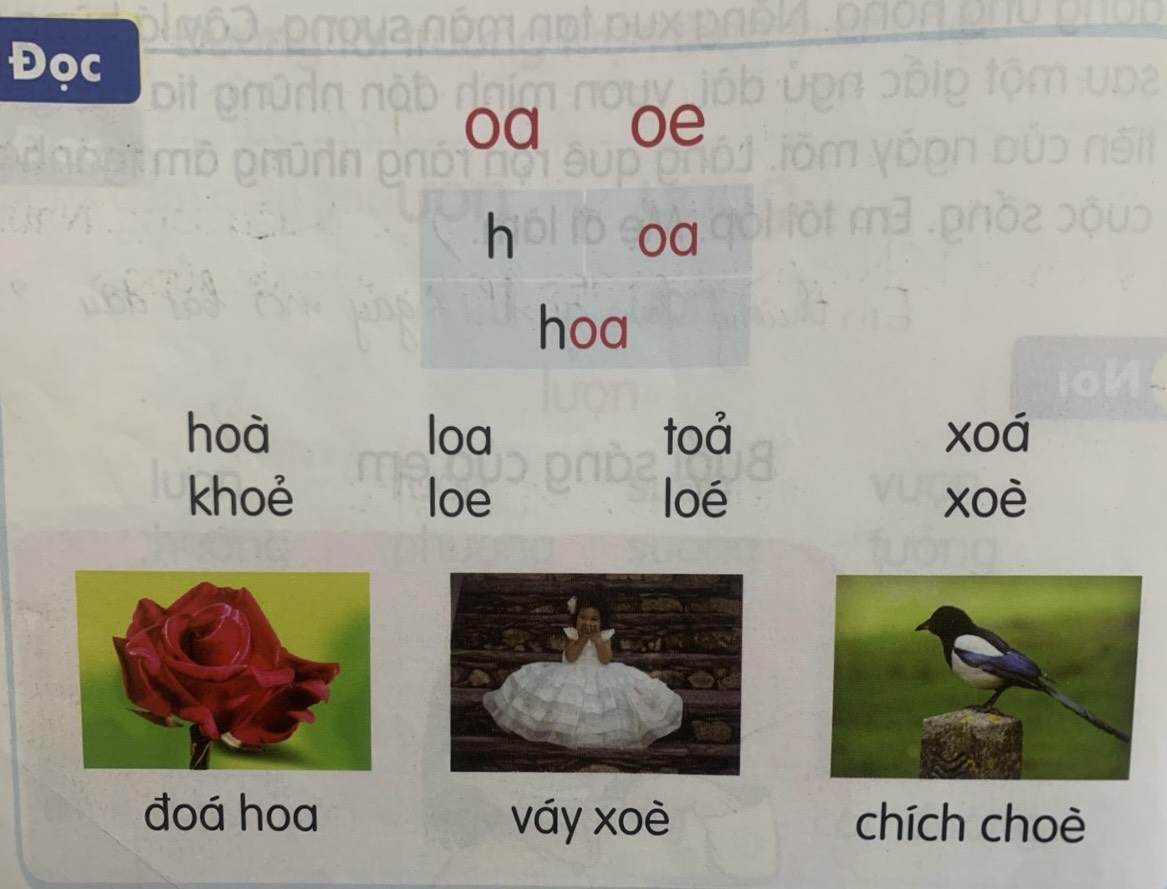 Đọc
oa oe
h oa
hoa
hoà loa toả xoá
khoẻ loe loé xoè
đoá hoa váy xoè chích choè